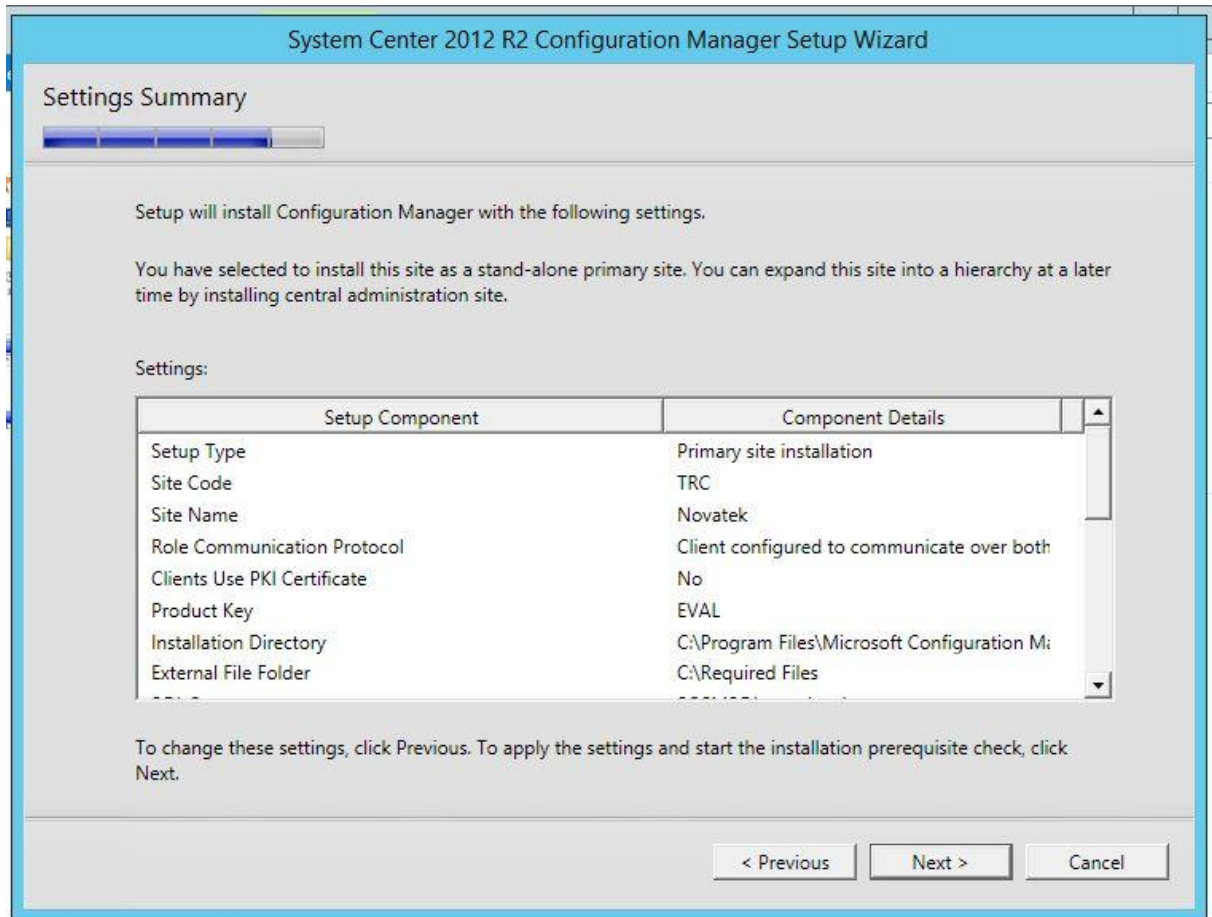 System Center 2012 R2 Configuration Manager Setup Wizard
Settings Summary
Setup will install Configuration Manager with the following settings.
You have selected to install this site as a stand-alone primary site. You can expand this site into a hierarchy at a later
time by installing central administration site.
Settings:
Setup Component Component Details
Setup Type Primary site installation
Site Code TRC
Site Name Novatek
Role Communication Protocol Client configured to communicate over both
Clients Use PKI Certificate No
Product Key EVAL
Installation Directory C:\Program Files\Microsoft Configuration Ma
External File Folder C:\Required Files
To change these settings, click Previous. To apply the settings and start the installation prerequisite check, click
Next.
< Previous Next > Cancel